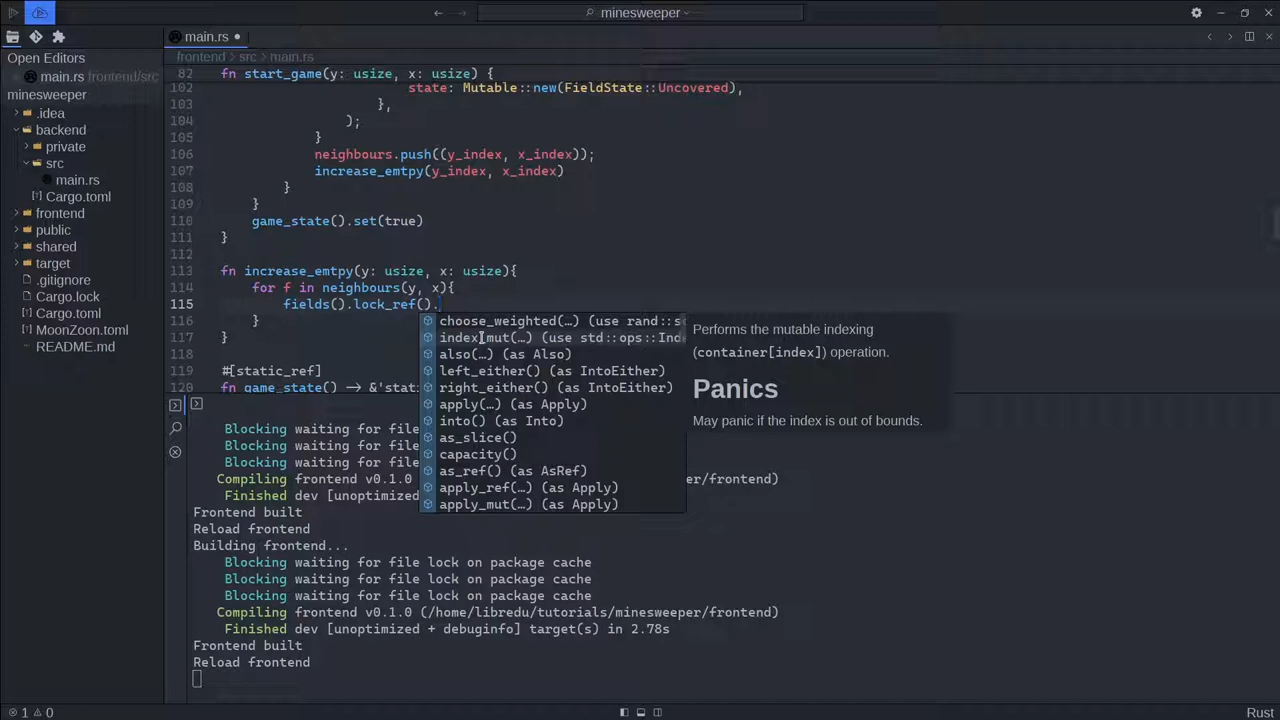 minesweeper
main.rs
Open Editors
main.rs frontend/src
minesweeper
.idea
backend
private
src
main.rs
Cargo.toml
frontend
public
shared
target
.gitignore
Cargo.lock
MoonZoon.toml
README.md
frontend › src › main.rs
82 fn start_game(y: usize, x: usize) {
102 state: Mutable::new(FieldState::Uncovered),
103 },
104 );
105 }
106 neighbours.push((y_index, x_index));
107 increase_emtpy(y_index, x_index)
108 }
109 }
110 game_state().set(true)
111 }
112
113 fn increase_emtpy(y: usize, x: usize){
114 for f in neighbours(y, x){
115 fields().lock_ref().
116 }
117 }
118
119 #[static_ref]
120 fn game_state() -> &'stat
choose_weighted(…) (use rand::se
index_mut(…) (use std::ops::Inde
also(…) (as Also)
left_either() (as IntoEither)
right_either() (as IntoEither)
apply(…) (as Apply)
into() (as Into)
as_slice()
capacity()
as_ref() (as AsRef)
apply_ref(…) (as Apply)
apply_mut(…) (as Apply)
Performs the mutable indexing
(container[index]) operation.
Panics
May panic if the index is out of bounds.
Blocking waiting for file
Blocking waiting for file
Blocking waiting for file
Compiling frontend v0.1.0 er/frontend)
Finished dev [unoptimized
Frontend built
Reload frontend
Building frontend...
Blocking waiting for file lock on package cache
Blocking waiting for file lock on package cache
Blocking waiting for file lock on package cache
Compiling frontend v0.1.0 (/home/libredu/tutorials/minesweeper/frontend)
Finished dev [unoptimized + debuginfo] target(s) in 2.78s
Frontend built
Reload frontend
1 0
Rust